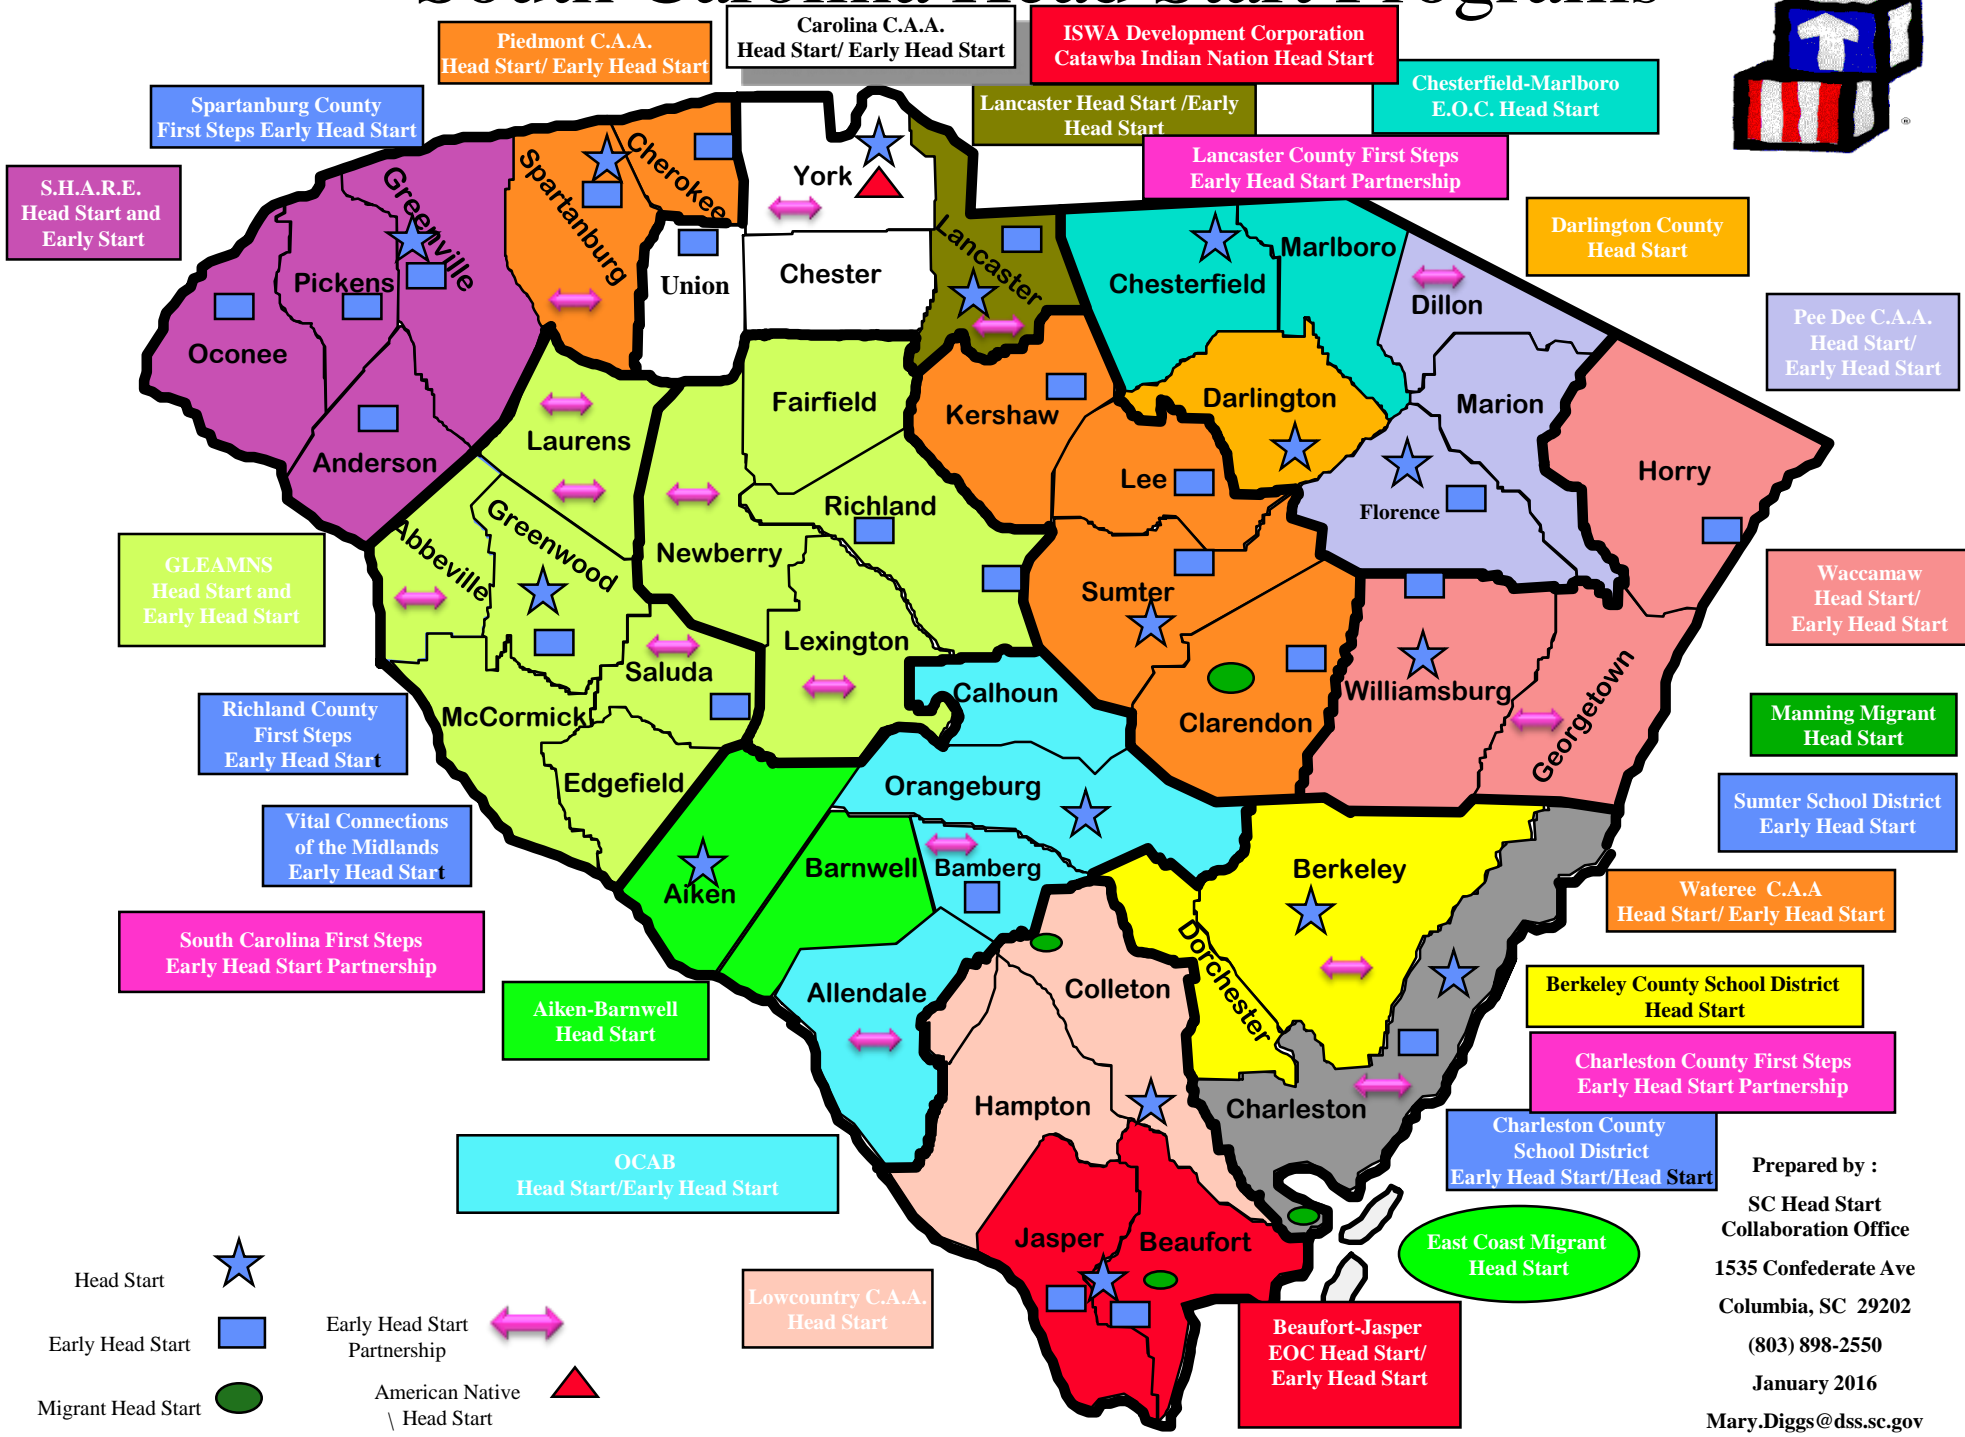 South Carolina Head Start Programs
Piedmont C.A.A.
Head Start/ Early Head Start
Carolina C.A.A.
Head Start/ Early Head Start
ISWA Development Corporation
Catawba Indian Nation Head Start
Spartanburg County
First Steps Early Head Start
Lancaster Head Start /Early
Head Start
Chesterfield-Marlboro
E.O.C. Head Start
Lancaster County First Steps
Early Head Start Partnership
S.H.A.R.E.
Head Start and
Early Start
Darlington County
Head Start
Pee Dee C.A.A.
Head Start/
Early Head Start
Greenville
Spartanburg
Cherokee
York
Union
Chester
Lancaster
Chesterfield
Marlboro
Dillon
Pickens
Oconee
Anderson
Laurens
Fairfield
Kershaw
Darlington
Marion
Horry
Lee
Florence
Richland
Newberry
Greenwood
Abbeville
Sumter
Lexington
Saluda
McCormick
Edgefield
Calhoun
Clarendon
Williamsburg
Georgetown
Orangeburg
Aiken
Barnwell
Bamberg
Berkeley
Dorchester
Allendale
Colleton
Hampton
Charleston
Jasper
Beaufort
GLEAMNS
Head Start and
Early Head Start
Waccamaw
Head Start/
Early Head Start
Richland County
First Steps
Early Head Start
Manning Migrant
Head Start
Vital Connections
of the Midlands
Early Head Start
Sumter School District
Early Head Start
South Carolina First Steps
Early Head Start Partnership
Wateree C.A.A
Head Start/ Early Head Start
Aiken-Barnwell
Head Start
Berkeley County School District
Head Start
Charleston County First Steps
Early Head Start Partnership
OCAB
Head Start/Early Head Start
Charleston County
School District
Early Head Start/Head Start
East Coast Migrant
Head Start
Lowcountry C.A.A.
Head Start
Beaufort-Jasper
EOC Head Start/
Early Head Start
Head Start
Early Head Start
Migrant Head Start
Early Head Start
Partnership
American Native
\ Head Start
Prepared by :
SC Head Start
Collaboration Office
1535 Confederate Ave
Columbia, SC 29202
(803) 898-2550
January 2016
Mary.Diggs@dss.sc.gov
®